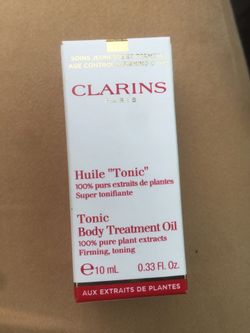 CLARINS
PARIS
Huile "Tonic"
100% purs extraits de plantes
Super tonifiante
Tonic
Body Treatment Oil
100% pure plant extracts
Firming, toning
e 10 mL 0.33 Fl. Oz.
AUX EXTRAITS DE PLANTES